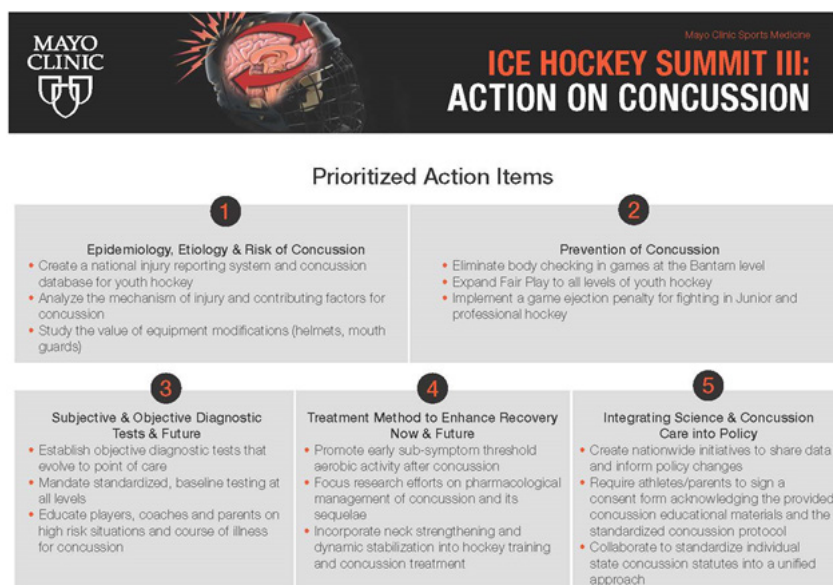 MAYO
CLINIC
Mayo Clinic Sports Medicine
ICE HOCKEY SUMMIT III:
ACTION ON CONCUSSION
Prioritized Action Items
1
Epidemiology, Etiology & Risk of Concussion
• Create a national injury reporting system and concussion
database for youth hockey
• Analyze the mechanism of injury and contributing factors for
concussion
• Study the value of equipment modifications (helmets, mouth
guards)
2
Prevention of Concussion
• Eliminate body checking in games at the Bantam level
• Expand Fair Play to all levels of youth hockey
• Implement a game ejection penalty for fighting in Junior and
professional hockey
3
Subjective & Objective Diagnostic
Tests & Future
• Establish objective diagnostic tests that
evolve to point of care
• Mandate standardized, baseline testing at
all levels
• Educate players, coaches and parents on
high risk situations and course of illness
for concussion
4
Treatment Method to Enhance Recovery
Now & Future
• Promote early sub-symptom threshold
aerobic activity after concussion
• Focus research efforts on pharmacological
management of concussion and its
sequelae
• Incorporate neck strengthening and
dynamic stabilization into hockey training
and concussion treatment
5
Integrating Science & Concussion
Care into Policy
• Create nationwide initiatives to share data
and inform policy changes
• Require athletes/parents to sign a
consent form acknowledging the provided
concussion educational materials and the
standardized concussion protocol
• Collaborate to standardize individual
state concussion statutes into a unified
approach